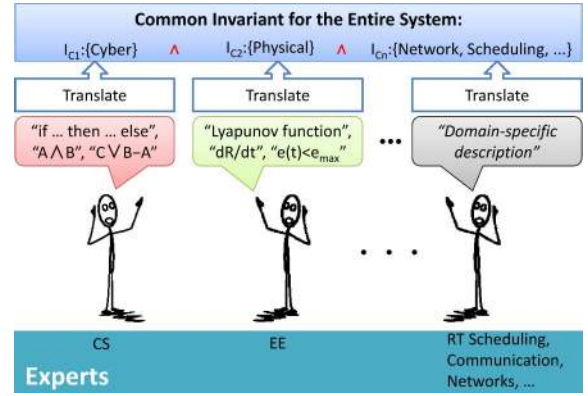 Common Invariant for the Entire System:
I_C1:{Cyber} ∧ I_C2:{Physical} ∧ I_Cn:{Network, Scheduling, ...}
Translate Translate Translate
“if ... then ... else”,
“A∧B”, “C∨B–A”
“Lyapunov function”,
“dR/dt”, “e(t)<e_max”
“Domain-specific
description”
CS
EE
RT Scheduling,
Communication,
Networks, ...
Experts